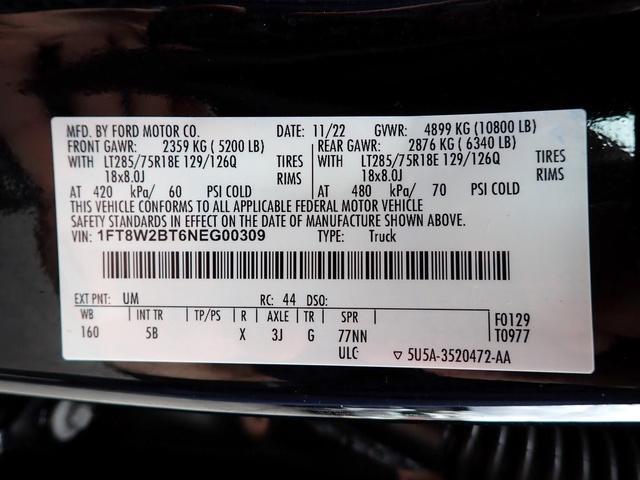 MFD. BY FORD MOTOR CO. DATE: 11/22 GVWR: 4899 KG (10800 LB)
FRONT GAWR: 2359 KG ( 5200 LB) REAR GAWR: 2876 KG ( 6340 LB)
WITH LT285/75R18E 129/126Q TIRES WITH LT285/75R18E 129/126Q TIRES
18x8.0J RIMS 18x8.0J RIMS
AT 420 kPa/ 60 PSI COLD AT 480 kPa/ 70 PSI COLD
THIS VEHICLE CONFORMS TO ALL APPLICABLE FEDERAL MOTOR VEHICLE
SAFETY STANDARDS IN EFFECT ON THE DATE OF MANUFACTURE SHOWN ABOVE.
VIN: 1FT8W2BT6NEG00309 TYPE: Truck
EXT PNT: UM RC: 44 DSO:
WB | INT TR | TP/PS | R | AXLE | TR | SPR | F0129
160 5B X 3J G 77NN T0977
ULC ▽ 5U5A-3520472-AA